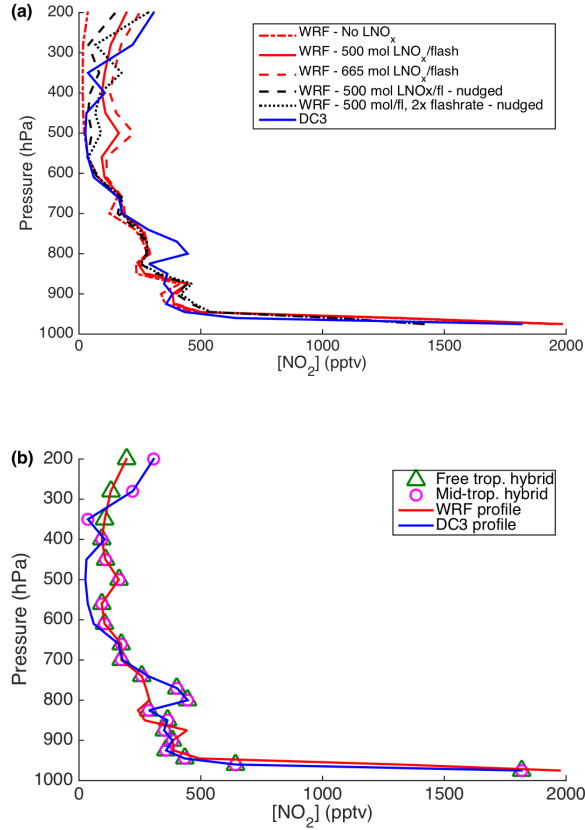 (a)
200
300
400
500
600
700
800
900
1000
Pressure (hPa)
0
500
1000
1500
2000
[NO2] (pptv)
WRF - No LNOx
WRF - 500 mol LNOx/flash
WRF - 665 mol LNOx/flash
WRF - 500 mol LNOx/fl - nudged
WRF - 500 mol/fl, 2x flashrate - nudged
DC3
(b)
200
300
400
500
600
700
800
900
1000
Pressure (hPa)
0
500
1000
1500
2000
[NO2] (pptv)
Free trop. hybrid
Mid-trop. hybrid
WRF profile
DC3 profile